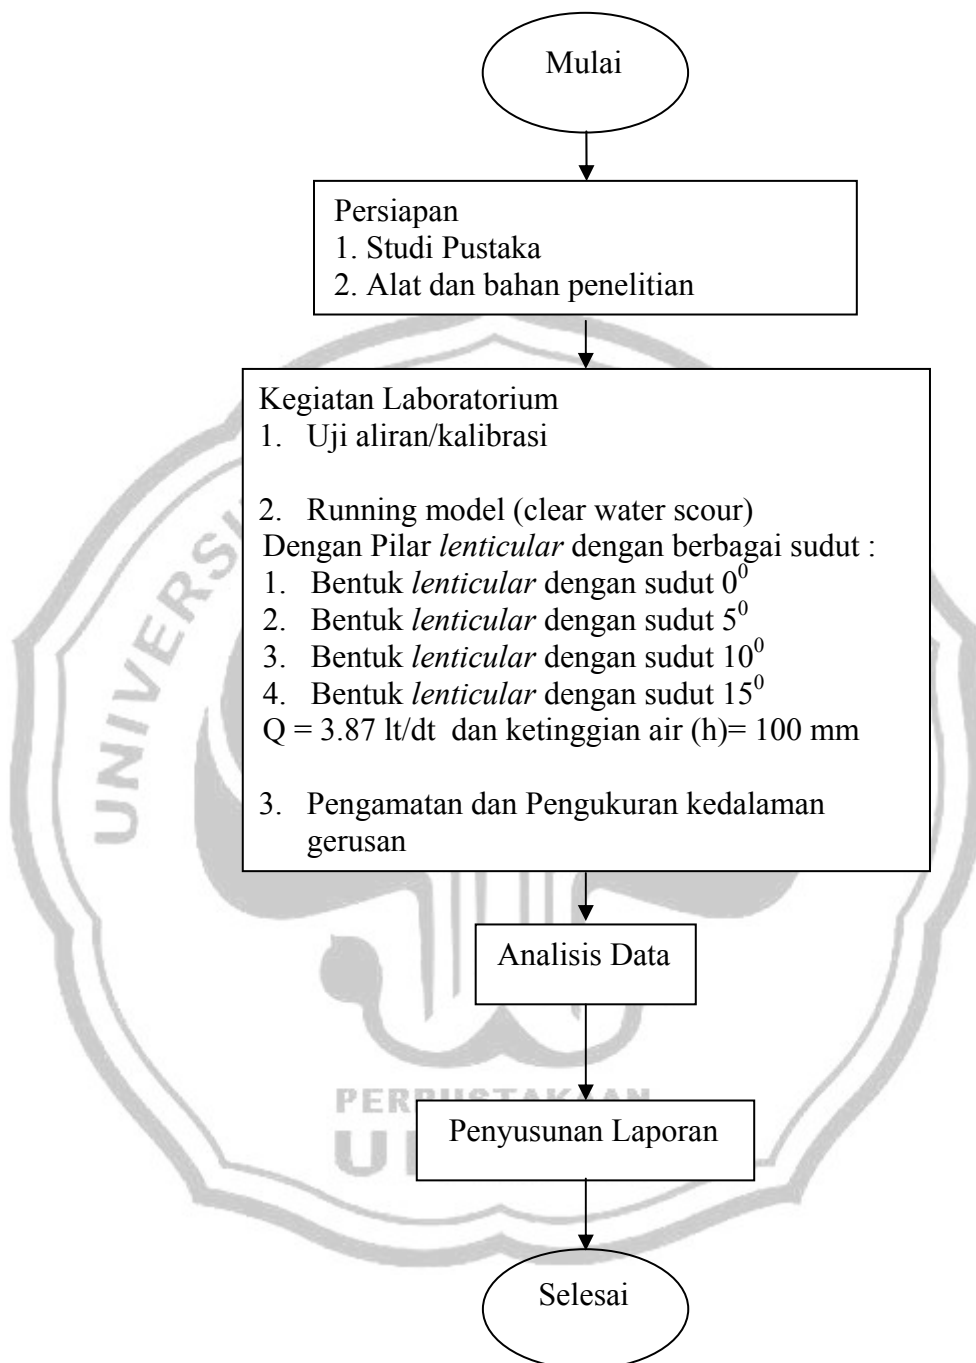 Mulai
Persiapan
1. Studi Pustaka
2. Alat dan bahan penelitian
Kegiatan Laboratorium
1. Uji aliran/kalibrasi
2. Running model (clear water scour)
Dengan Pilar lenticular dengan berbagai sudut :
1. Bentuk lenticular dengan sudut 0⁰
2. Bentuk lenticular dengan sudut 5⁰
3. Bentuk lenticular dengan sudut 10⁰
4. Bentuk lenticular dengan sudut 15⁰
Q = 3.87 lt/dt dan ketinggian air (h)= 100 mm
3. Pengamatan dan Pengukuran kedalaman
gerusan
Analisis Data
Penyusunan Laporan
Selesai